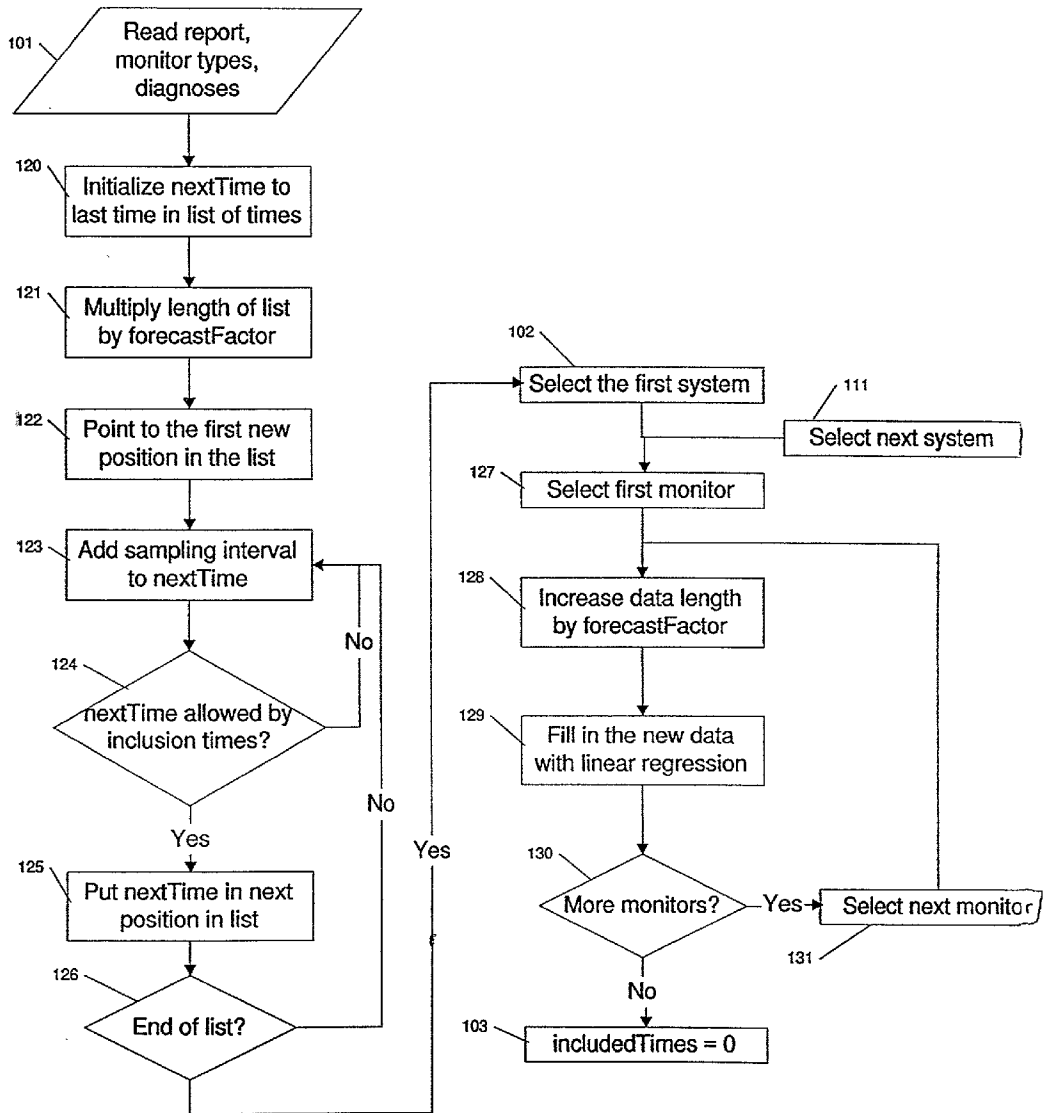 101
Read report,
monitor types,
diagnoses
120
Initialize nextTime to
last time in list of times
121
Multiply length of list
by forecastFactor
122
Point to the first new
position in the list
123
Add sampling interval
to nextTime
No
124
nextTime allowed by
inclusion times?
No
Yes
125
Put nextTime in next
position in list
126
End of list?
Yes
102
Select the first system
111
Select next system
127
Select first monitor
128
Increase data length
by forecastFactor
129
Fill in the new data
with linear regression
130
More monitors?
Yes
Select next monitor
131
No
103
includedTimes = 0